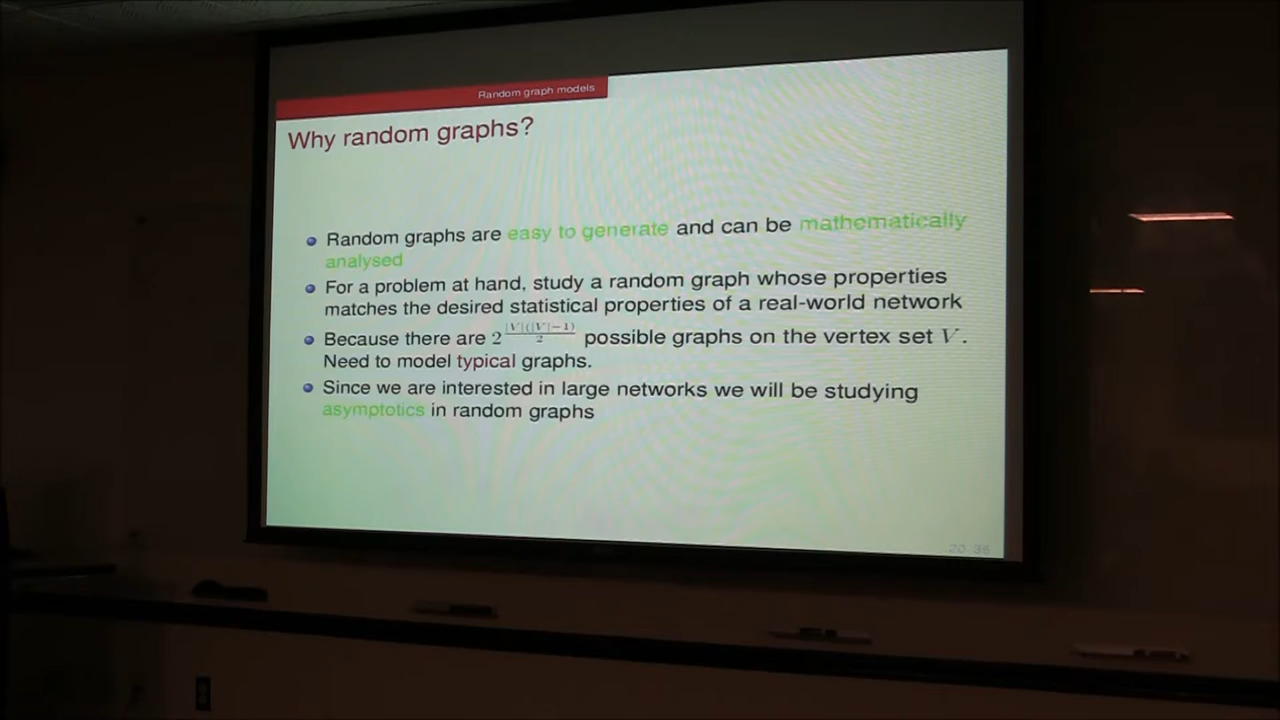 Random graph models
Why random graphs?
Random graphs are easy to generate and can be mathematically
analysed
For a problem at hand, study a random graph whose properties
matches the desired statistical properties of a real-world network
Because there are 2^{\frac{|V|(|V|-1)}{2}} possible graphs on the vertex set V.
Need to model typical graphs.
Since we are interested in large networks we will be studying
asymptotics in random graphs